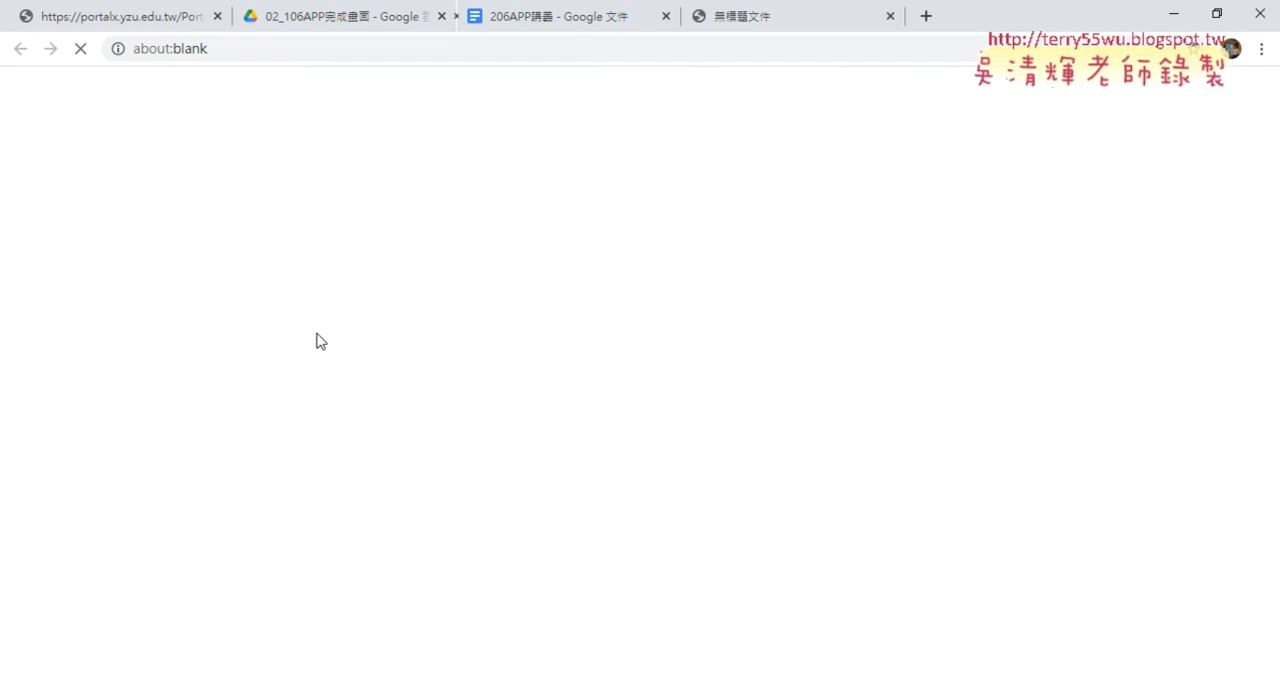 https://portalx.yzu.edu.tw/Port
02_106APP完成畫面 - Google
206APP講義 - Google 文件
無標題文件
about:blank
http://terry55wu.blogspot.tw
吳清輝老師錄製